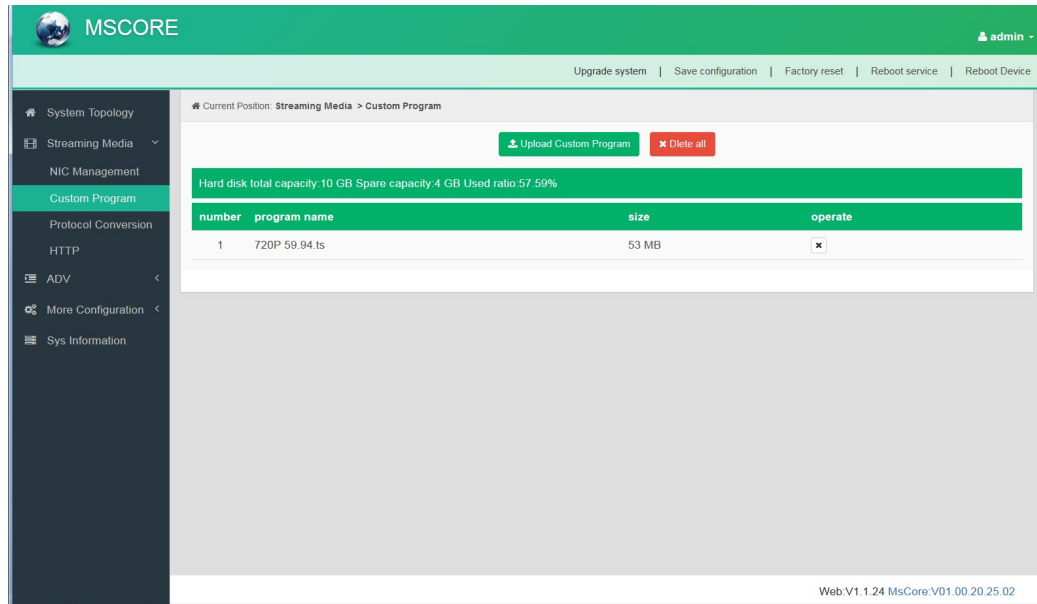 MSCORE
admin
Upgrade system | Save configuration | Factory reset | Reboot service | Reboot Device
System Topology
Streaming Media
NIC Management
Custom Program
Protocol Conversion
HTTP
ADV
More Configuration
Sys Information
Current Position: Streaming Media > Custom Program
Upload Custom Program
Dlete all
Hard disk total capacity:10 GB Spare capacity:4 GB Used ratio:57.59%
number program name size operate
1 720P 59.94.ts 53 MB
Web:V1.1.24 MsCore:V01.00.20.25.02